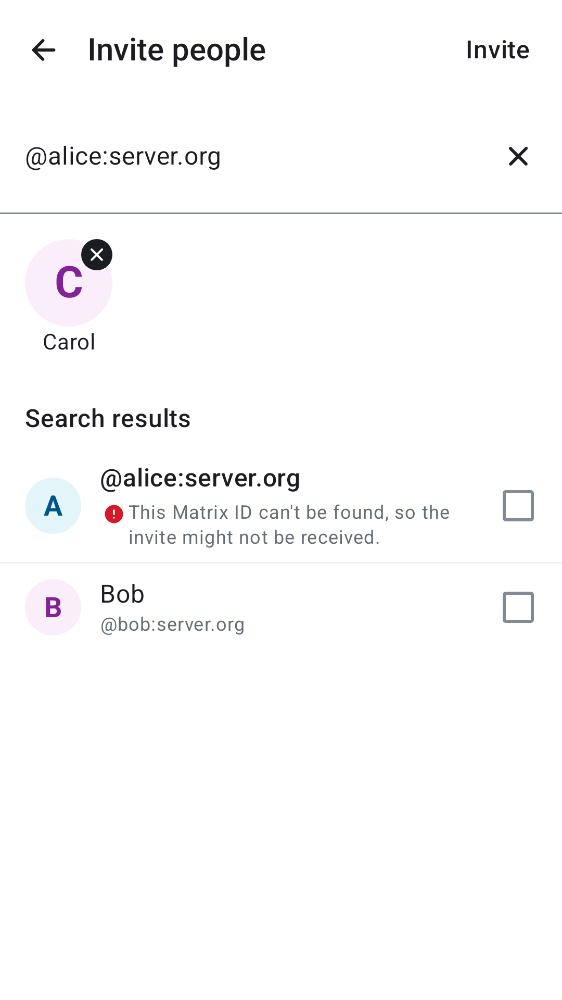 Invite people
Invite
@alice:server.org
C
Carol
Search results
A
@alice:server.org
This Matrix ID can't be found, so the
invite might not be received.
B
Bob
@bob:server.org